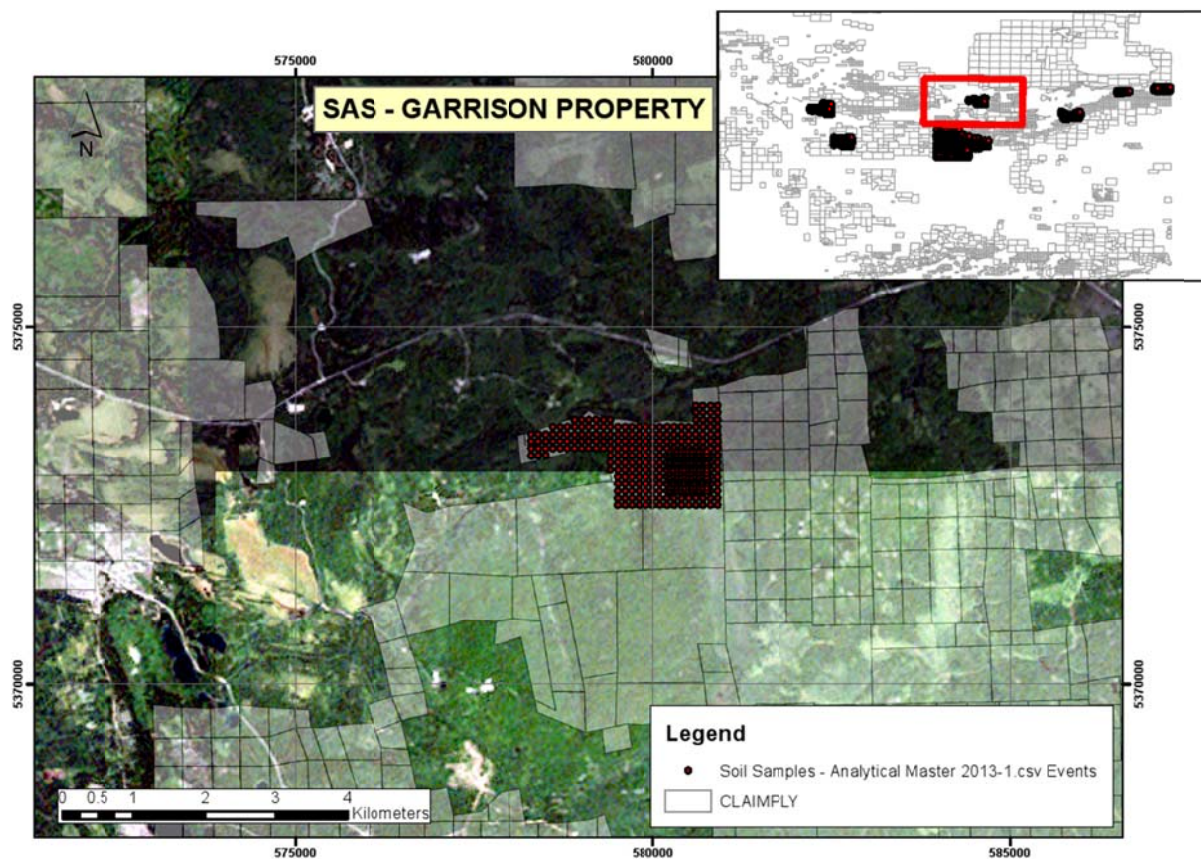 575000
580000
SAS - GARRISON PROPERTY
N
5375000
5375000
5370000
5370000
Legend
Soil Samples - Analytical Master 2013-1.csv Events
CLAIMFLY
0 0.5 1 2 3 4
Kilometers
575000
580000
585000